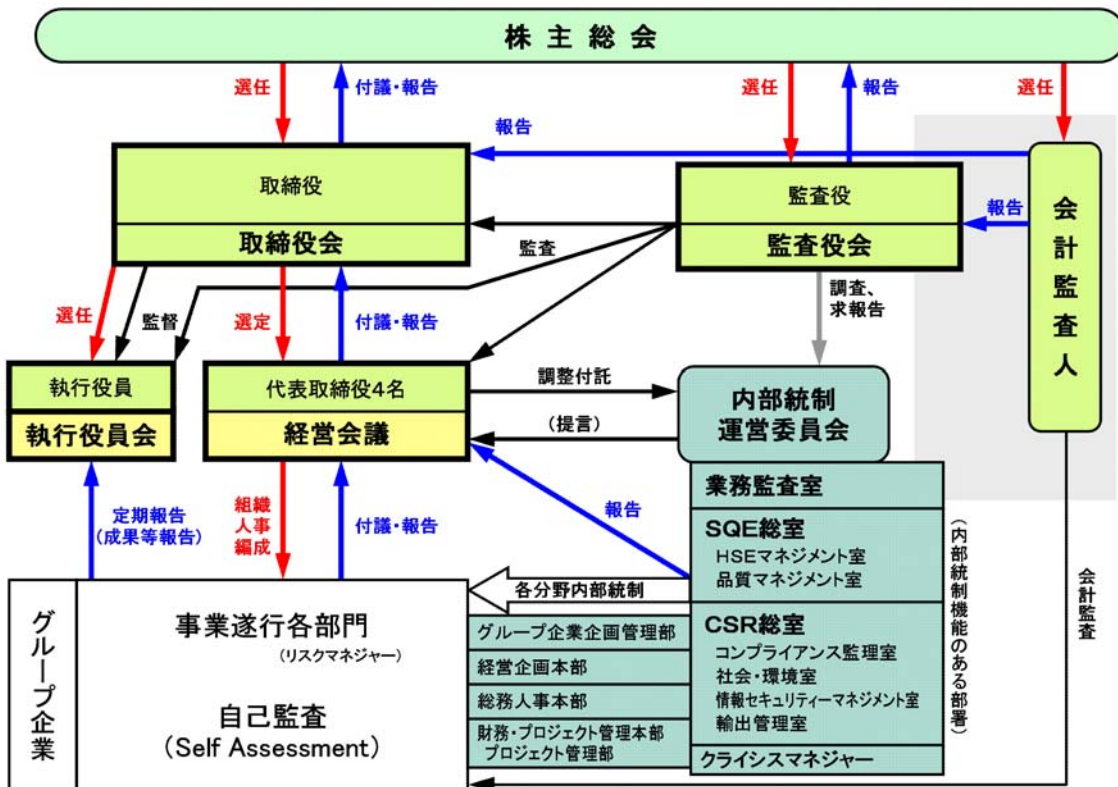 株主総会
選任
付議・報告
選任
報告
選任
報告
取締役
取締役会
監査役
監査役会
報告
会計監査人
監査
選任
監督
選定
付議・報告
調査、
求報告
執行役員
執行役員会
代表取締役4名
経営会議
調整付託
(提言)
内部統制
運営委員会
定期報告
(成果等報告)
組織
人事
編成
付議・報告
報告
業務監査室
SQE総室
HSEマネジメント室
品質マネジメント室
CSR総室
コンプライアンス監理室
社会・環境室
情報セキュリティーマネジメント室
輸出管理室
クライシスマネジャー
(内部統制機能のある部署)
会計監査
各分野内部統制
グループ企業
事業遂行各部門
(リスクマネジャー)
自己監査
(Self Assessment)
グループ企業企画管理部
経営企画本部
総務人事本部
財務・プロジェクト管理本部
プロジェクト管理部